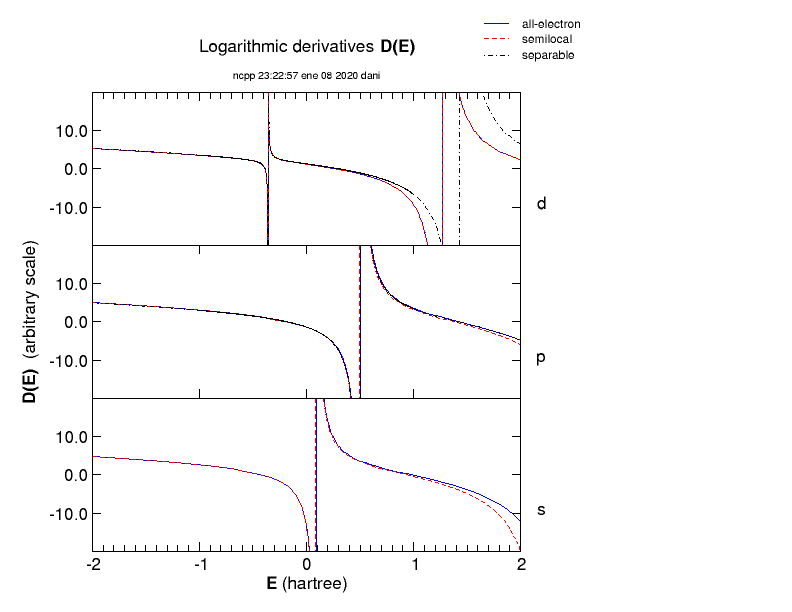 all-electron
semilocal
separable
Logarithmic derivatives D(E)
ncpp 23:22:57 ene 08 2020 dani
10.0
0.0
-10.0
d
10.0
0.0
-10.0
p
10.0
0.0
-10.0
s
D(E) (arbitrary scale)
-2 -1 0 1 2
E (hartree)